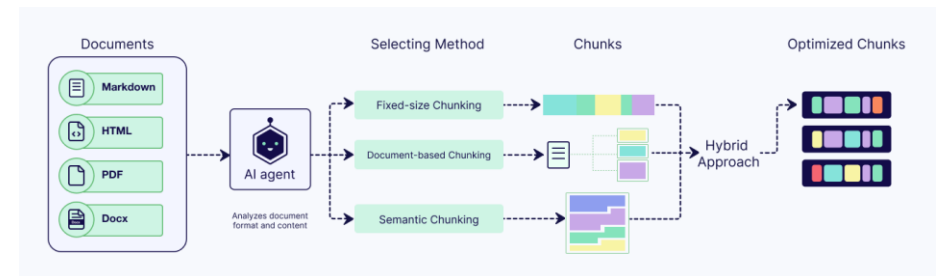 Documents
Selecting Method
Chunks
Optimized Chunks
Markdown
HTML
PDF
Docx
AI agent
Analyzes document
format and content
Fixed-size Chunking
Document-based Chunking
Semantic Chunking
Hybrid
Approach